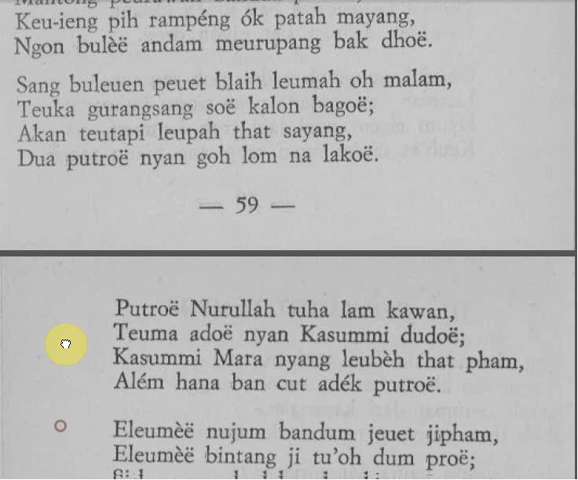 Keu-ieng pih rampéng ók patah mayang,
Ngon bulèë andam meurupang bak dhoë.
Sang buleuen peuet blaih leumah oh malam,
Teuka gurangsang soë kalon bagoë;
Akan teutapi leupah that sayang,
Dua putroë nyan goh lom na lakoë.
— 59 —
Putroë Nurullah tuha lam kawan,
Teuma adoë nyan Kasummi dudoë;
Kasummi Mara nyang leubèh that pham,
Além hana ban cut adék putroë.
Eleumèë nujum bandum jeuet jipham,
Eleumèë bintang ji tu'oh dum proë;